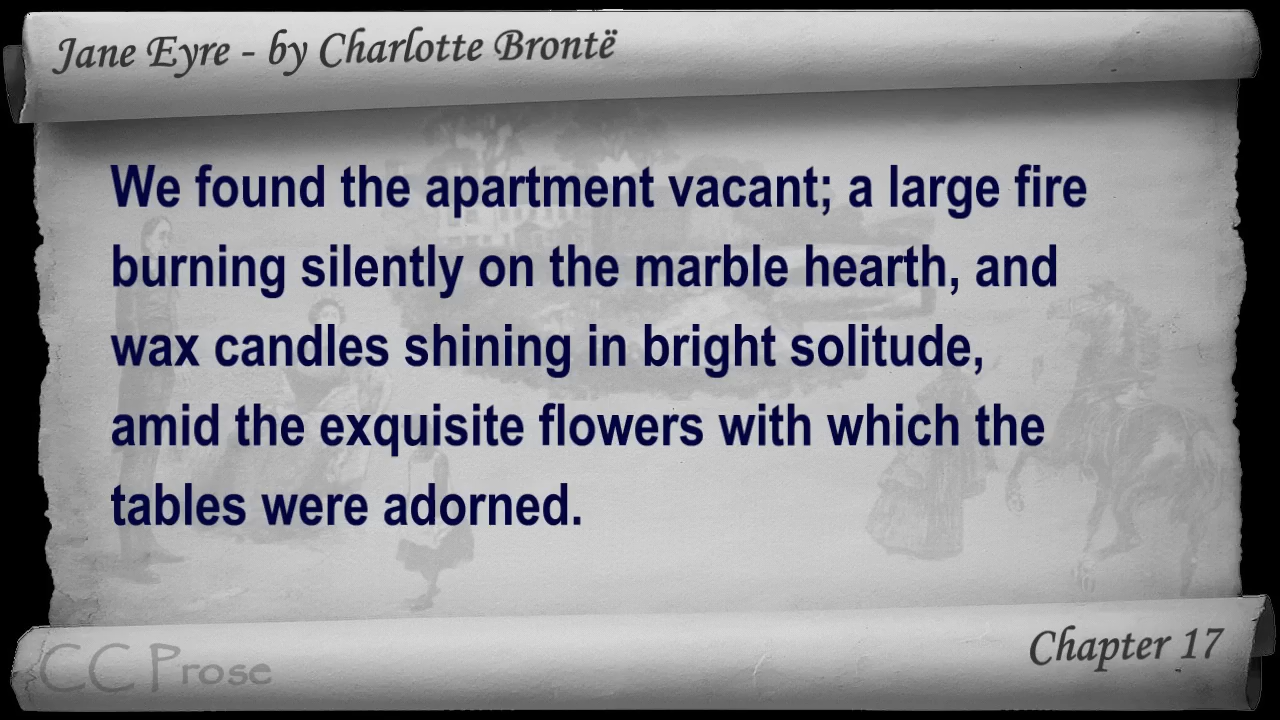 Jane Eyre - by Charlotte Brontë
We found the apartment vacant; a large fire
burning silently on the marble hearth, and
wax candles shining in bright solitude,
amid the exquisite flowers with which the
tables were adorned.
Chapter 17
CC Prose